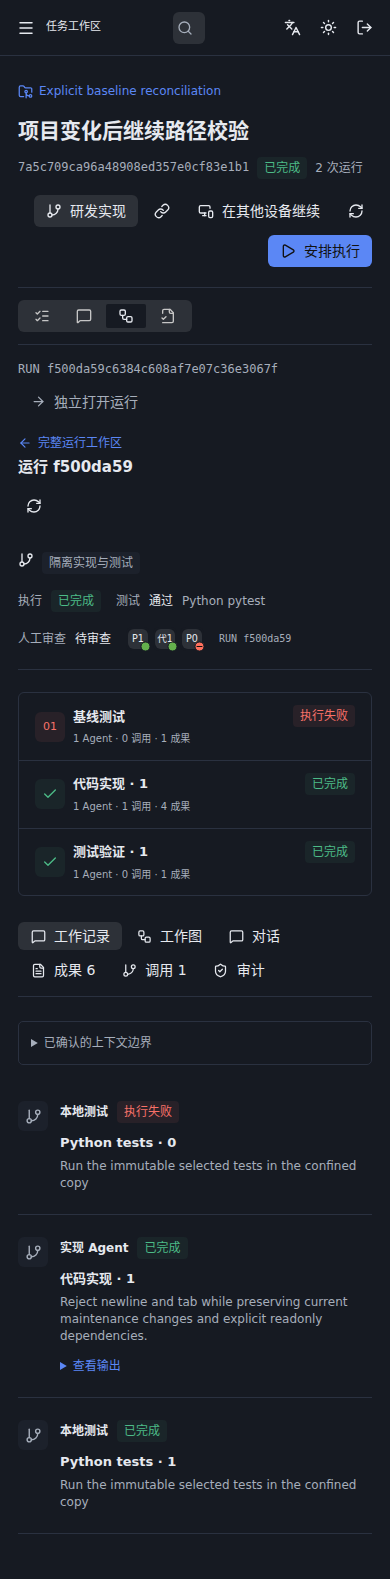 任务工作区
Explicit baseline reconciliation
项目变化后继续路径校验
7a5c709ca96a48908ed357e0cf83e1b1 已完成 2 次运行
研发实现 在其他设备继续
安排执行
RUN f500da59c6384c608af7e07c36e3067f
独立打开运行
完整运行工作区
运行 f500da59
隔离实现与测试
执行 已完成 测试 通过 Python pytest
人工审查 待审查 P1 代1 PO RUN f500da59
01 基线测试 执行失败
1 Agent · 0 调用 · 1 成果
代码实现 · 1 已完成
1 Agent · 1 调用 · 4 成果
测试验证 · 1 已完成
1 Agent · 0 调用 · 1 成果
工作记录 工作图 对话
成果 6 调用 1 审计
已确认的上下文边界
本地测试 执行失败
Python tests · 0
Run the immutable selected tests in the confined
copy
实现 Agent 已完成
代码实现 · 1
Reject newline and tab while preserving current
maintenance changes and explicit readonly
dependencies.
查看输出
本地测试 已完成
Python tests · 1
Run the immutable selected tests in the confined
copy